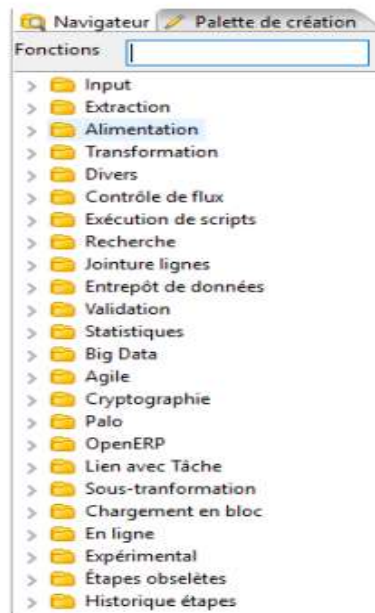 Navigateur Palette de création
Fonctions
Input
Extraction
Alimentation
Transformation
Divers
Contrôle de flux
Exécution de scripts
Recherche
Jointure lignes
Entrepôt de données
Validation
Statistiques
Big Data
Agile
Cryptographie
Palo
OpenERP
Lien avec Tâche
Sous-tranformation
Chargement en bloc
En ligne
Expérimental
Étapes obselètes
Historique étapes